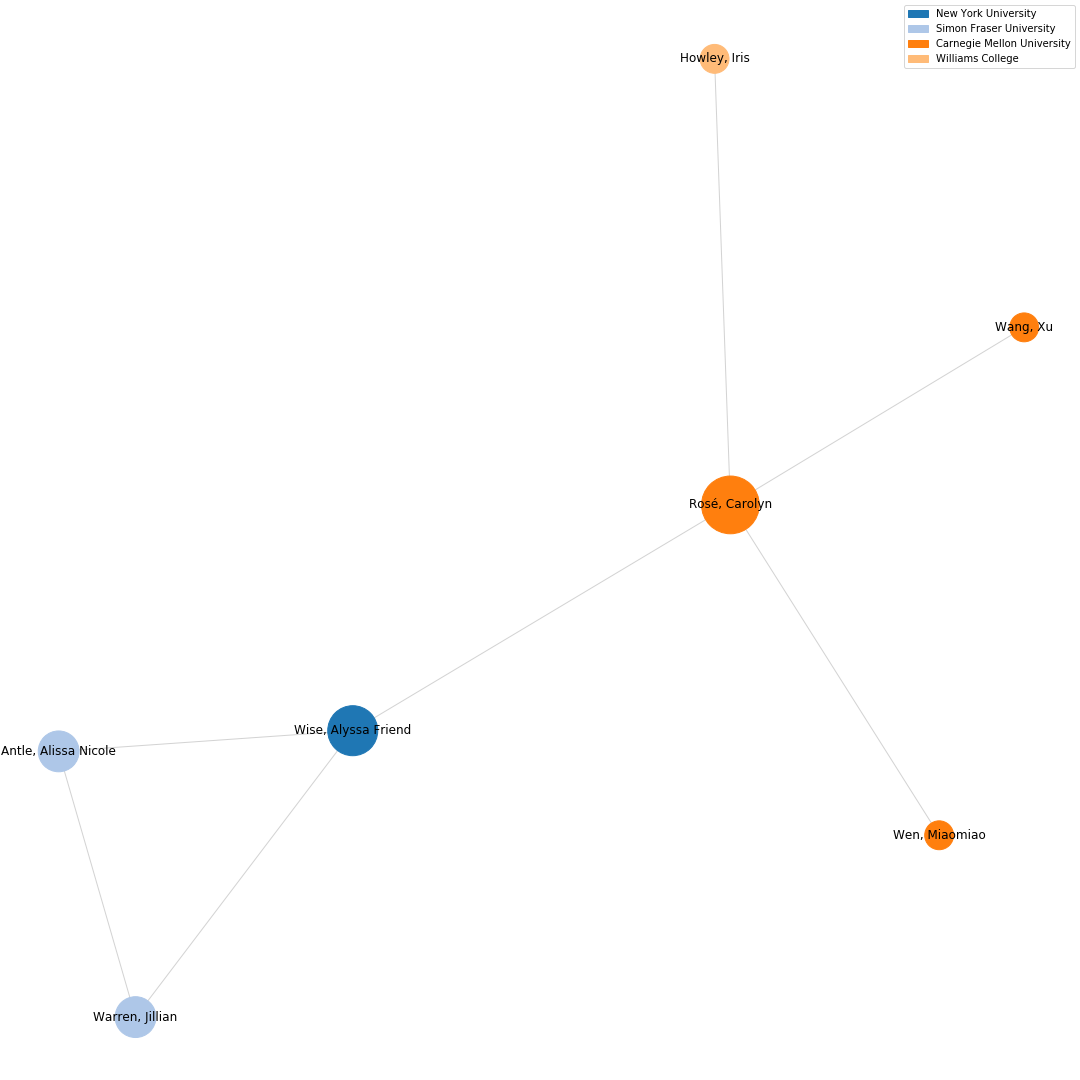 New York University
Simon Fraser University
Carnegie Mellon University
Williams College
Howley, Iris
Wang, Xu
Rosé, Carolyn
Wise, Alyssa Friend
Antle, Alissa Nicole
Wen, Miaomiao
Warren, Jillian